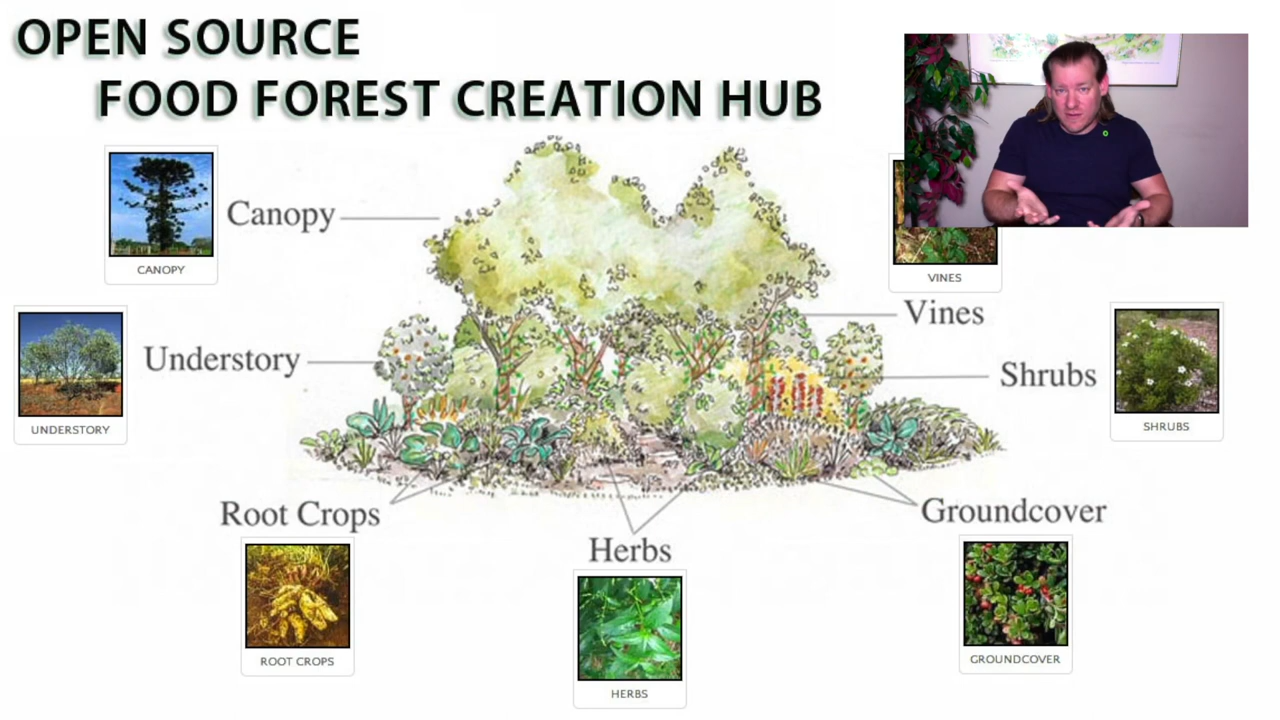 OPEN SOURCE
FOOD FOREST CREATION HUB
Canopy
CANOPY
VINES
Vines
Understory
UNDERSTORY
Shrubs
SHRUBS
Root Crops
ROOT CROPS
Herbs
HERBS
Groundcover
GROUNDCOVER